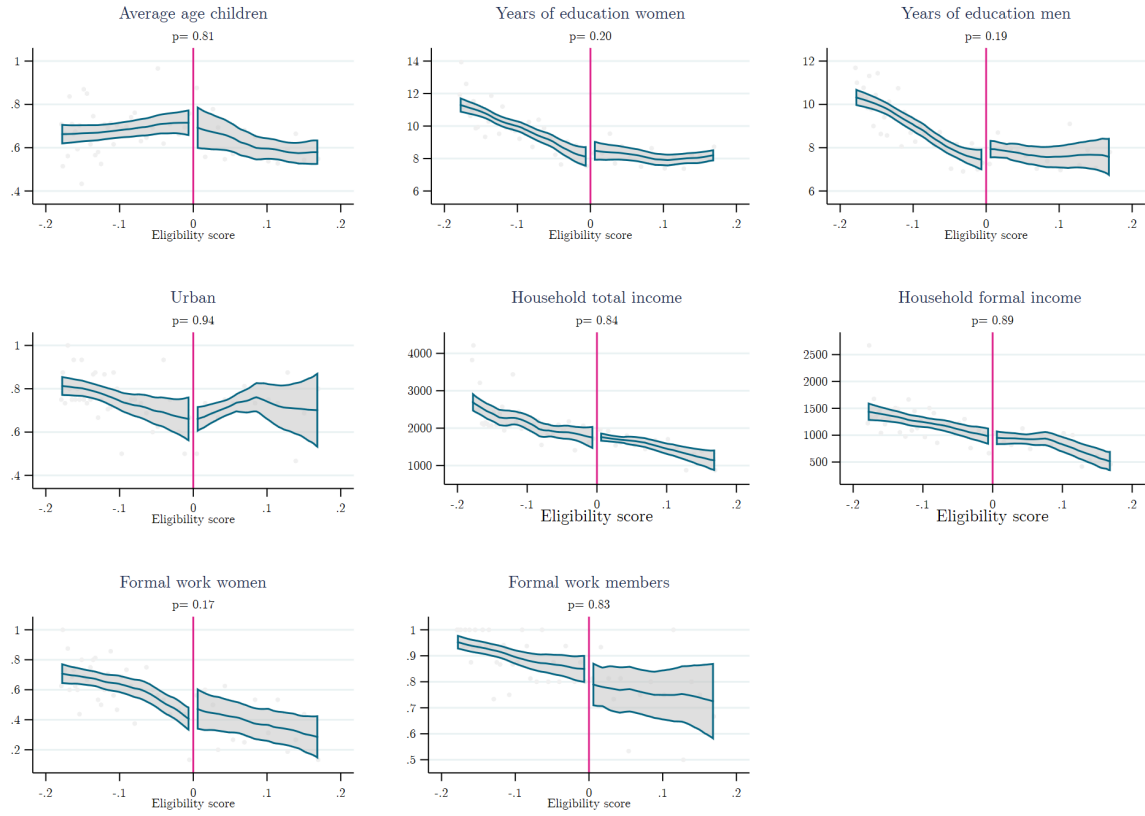 Average age children
p= 0.81
1
.8
.6
.4
-.2 -.1 0 .1 .2
Eligibility score
Years of education women
p= 0.20
14
12
10
8
6
-.2 -.1 0 .1 .2
Eligibility score
Years of education men
p= 0.19
12
10
8
6
-.2 -.1 0 .1 .2
Eligibility score
Urban
p= 0.94
1
.8
.6
.4
-.2 -.1 0 .1 .2
Eligibility score
Household total income
p= 0.84
4000
3000
2000
1000
-.2 -.1 0 .1 .2
Eligibility score
Household formal income
p= 0.89
2500
2000
1500
1000
500
-.2 -.1 0 .1 .2
Eligibility score
Formal work women
p= 0.17
1
.8
.6
.4
.2
-.2 -.1 0 .1 .2
Eligibility score
Formal work members
p= 0.83
1
.9
.8
.7
.6
.5
-.2 -.1 0 .1 .2
Eligibility score